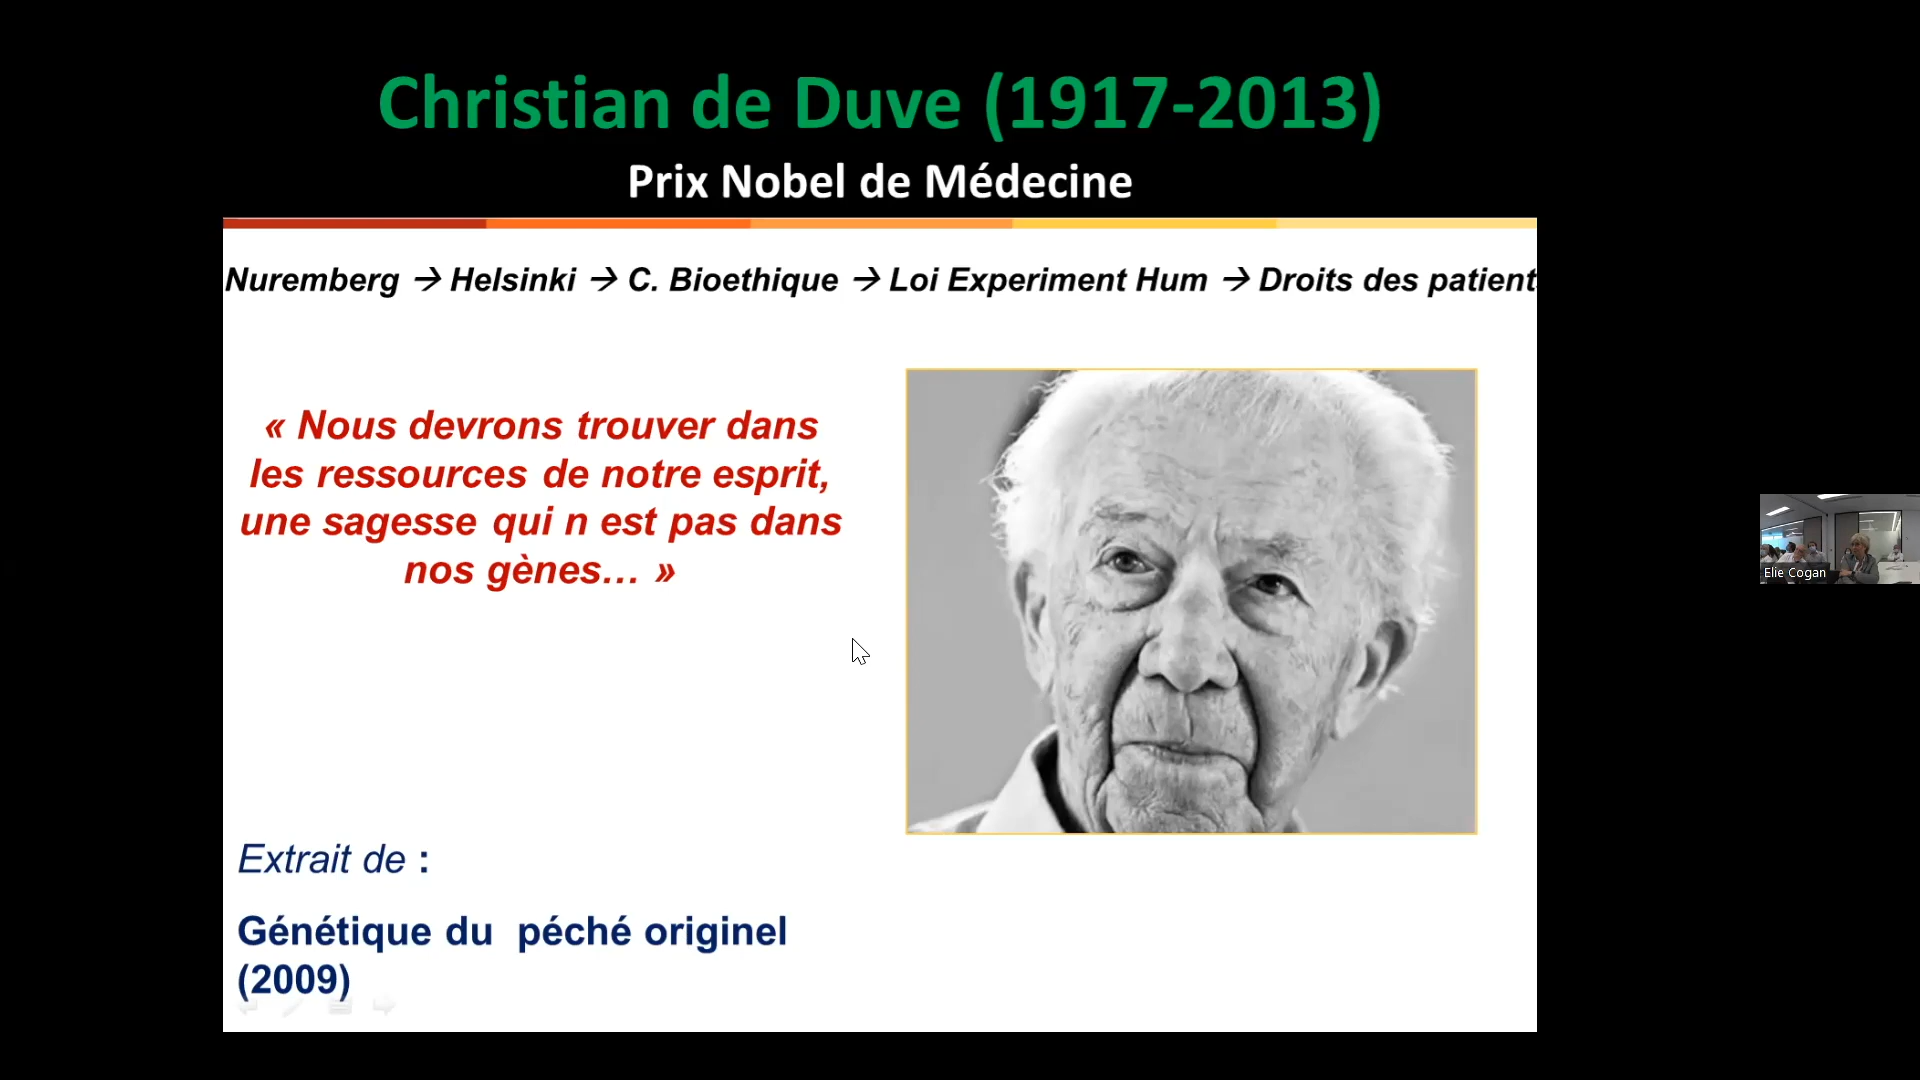 Christian de Duve (1917-2013)
Prix Nobel de Médecine
Nuremberg → Helsinki → C. Bioethique → Loi Experiment Hum → Droits des patient
« Nous devrons trouver dans
les ressources de notre esprit,
une sagesse qui n est pas dans
nos gènes… »
Elie Cogan
Extrait de :
Génétique du péché originel
(2009)